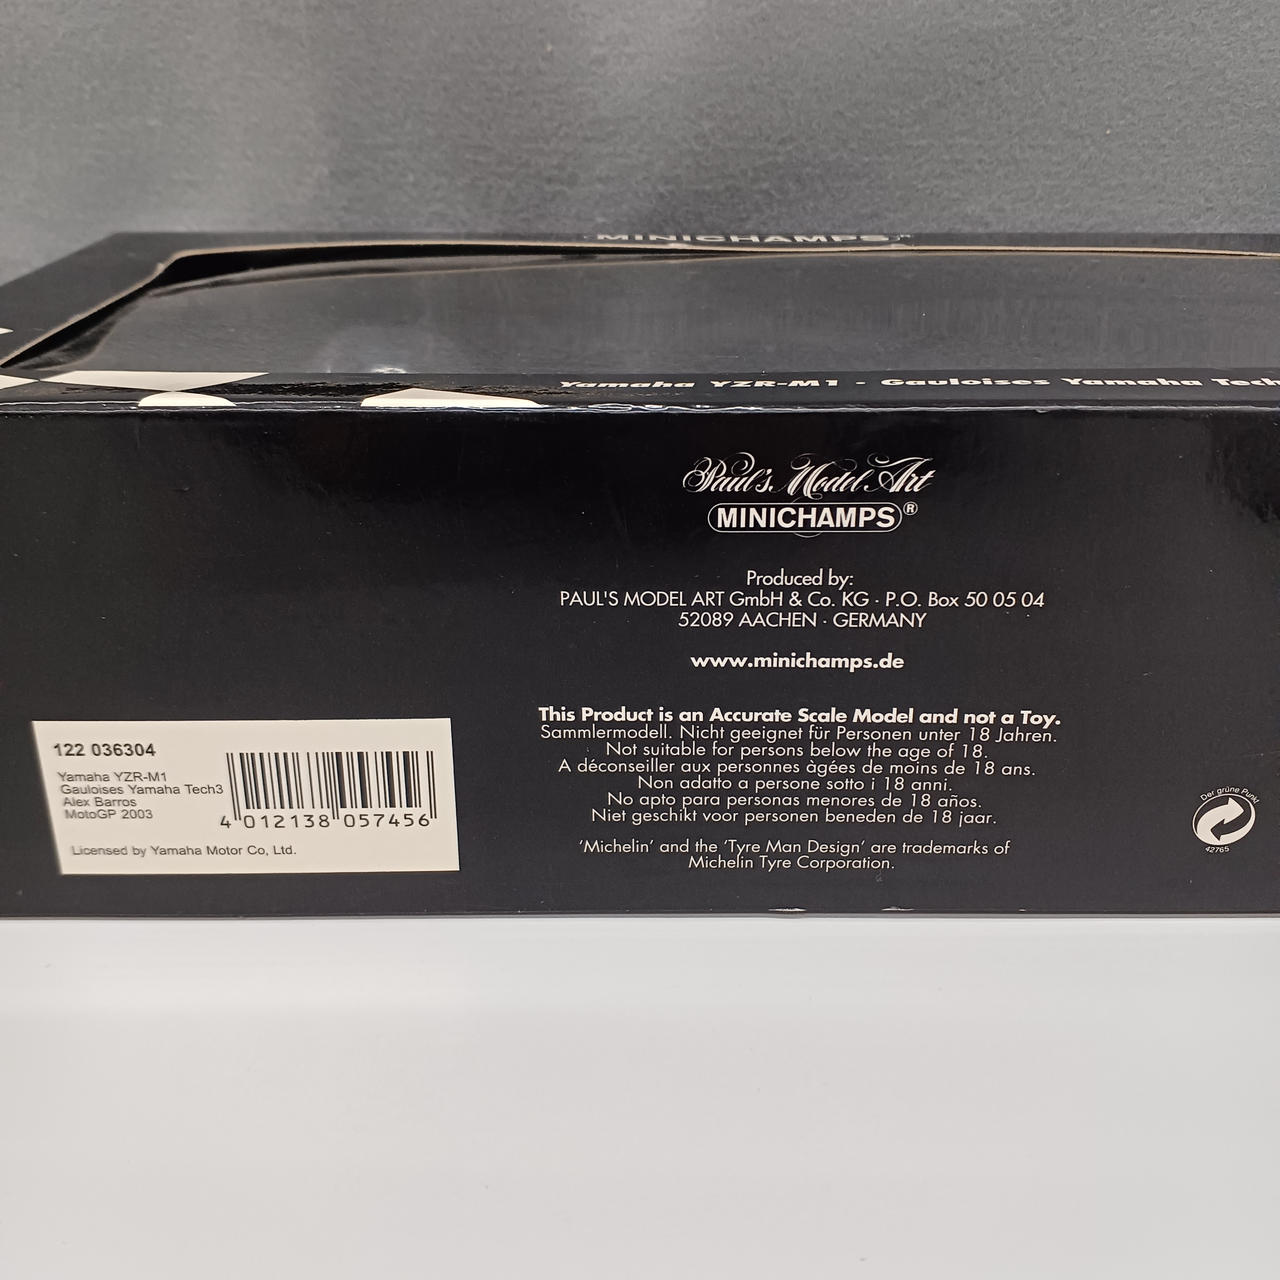 MINICHAMPS
Yamaha YZR-M1 - Gauloises Yamaha Tech
Paul's Model Art
MINICHAMPS®
Produced by:
PAUL'S MODEL ART GmbH & Co. KG · P.O. Box 50 05 04
52089 AACHEN · GERMANY
www.minichamps.de
This Product is an Accurate Scale Model and not a Toy.
Sammlermodell. Nicht geeignet für Personen unter 18 Jahren.
Not suitable for persons below the age of 18.
A déconseiller aux personnes àgées de moins de 18 ans.
Non adatto a persone sotto i 18 anni.
No apto para personas menores de 18 años.
Niet geschikt voor personen beneden de 18 jaar.
'Michelin' and the 'Tyre Man Design' are trademarks of
Michelin Tyre Corporation.
122 036304
Yamaha YZR-M1
Gauloises Yamaha Tech3
Alex Barros
MotoGP 2003
4 012138 057456
Licensed by Yamaha Motor Co, Ltd.
Der grüne Punkt
42765